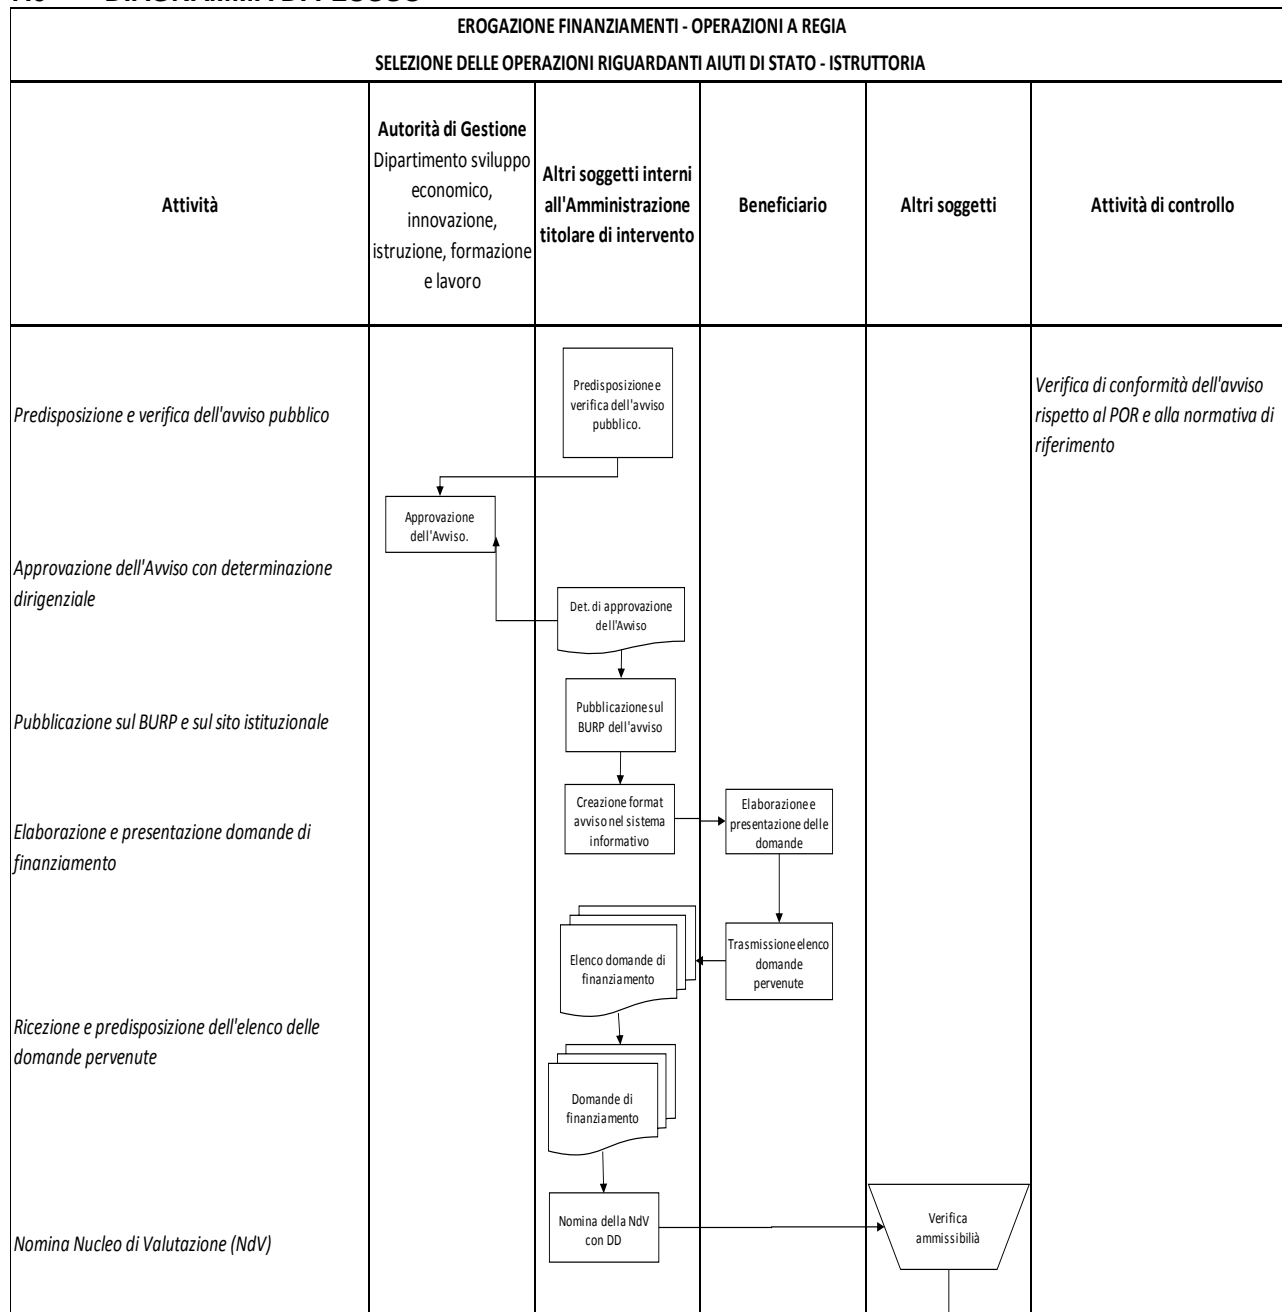 EROGAZIONE FINANZIAMENTI - OPERAZIONI A REGIA
SELEZIONE DELLE OPERAZIONI RIGUARDANTI AIUTI DI STATO - ISTRUTTORIA
Attività
Autorità di Gestione
Dipartimento sviluppo
economico,
innovazione,
istruzione, formazione
e lavoro
Altri soggetti interni
all'Amministrazione
titolare di intervento
Beneficiario
Altri soggetti
Attività di controllo
Predisposizione e verifica dell'avviso pubblico
Predisposizione e
verifica dell'avviso
pubblico.
Verifica di conformità dell'avviso
rispetto al POR e alla normativa di
riferimento
Approvazione
dell'Avviso.
Approvazione dell'Avviso con determinazione
dirigenziale
Det. di approvazione
dell'Avviso
Pubblicazione sul BURP e sul sito istituzionale
Pubblicazione sul
BURP dell'avviso
Elaborazione e presentazione domande di
finanziamento
Creazione format
avviso nel sistema
informativo
Elaborazione e
presentazione delle
domande
Elenco domande di
finanziamento
Trasmissione elenco
domande
pervenute
Ricezione e predisposizione dell'elenco delle
domande pervenute
Domande di
finanziamento
Nomina Nucleo di Valutazione (NdV)
Nomina della NdV
con DD
Verifica
ammissibilià